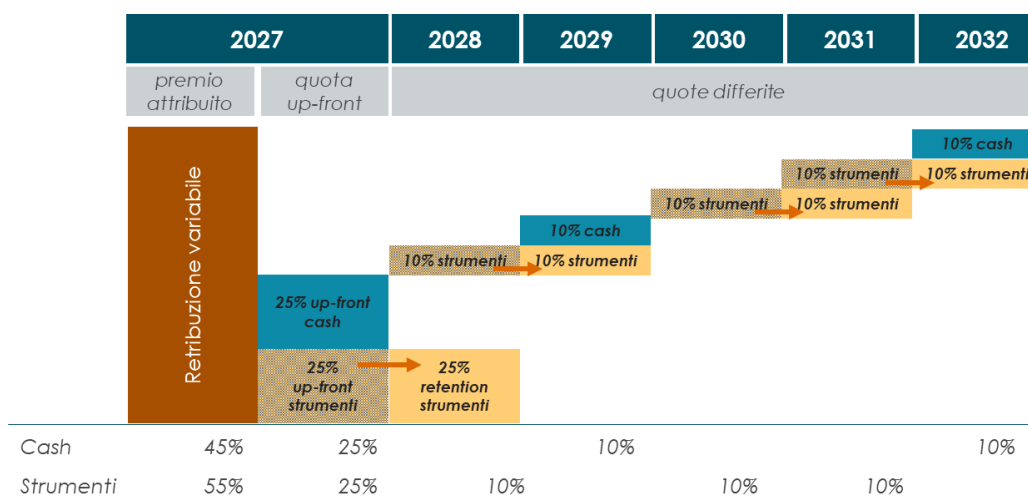 2027 2028 2029 2030 2031 2032
premio attribuito
quota up-front
quote differite
Retribuzione variabile
10% cash
10% strumenti 10% strumenti
10% strumenti 10% strumenti
10% cash
10% strumenti 10% strumenti
25% up-front
cash
25%
up-front
strumenti
25%
retention
strumenti
Cash 45% 25% 10% 10%
Strumenti 55% 25% 10% 10% 10%